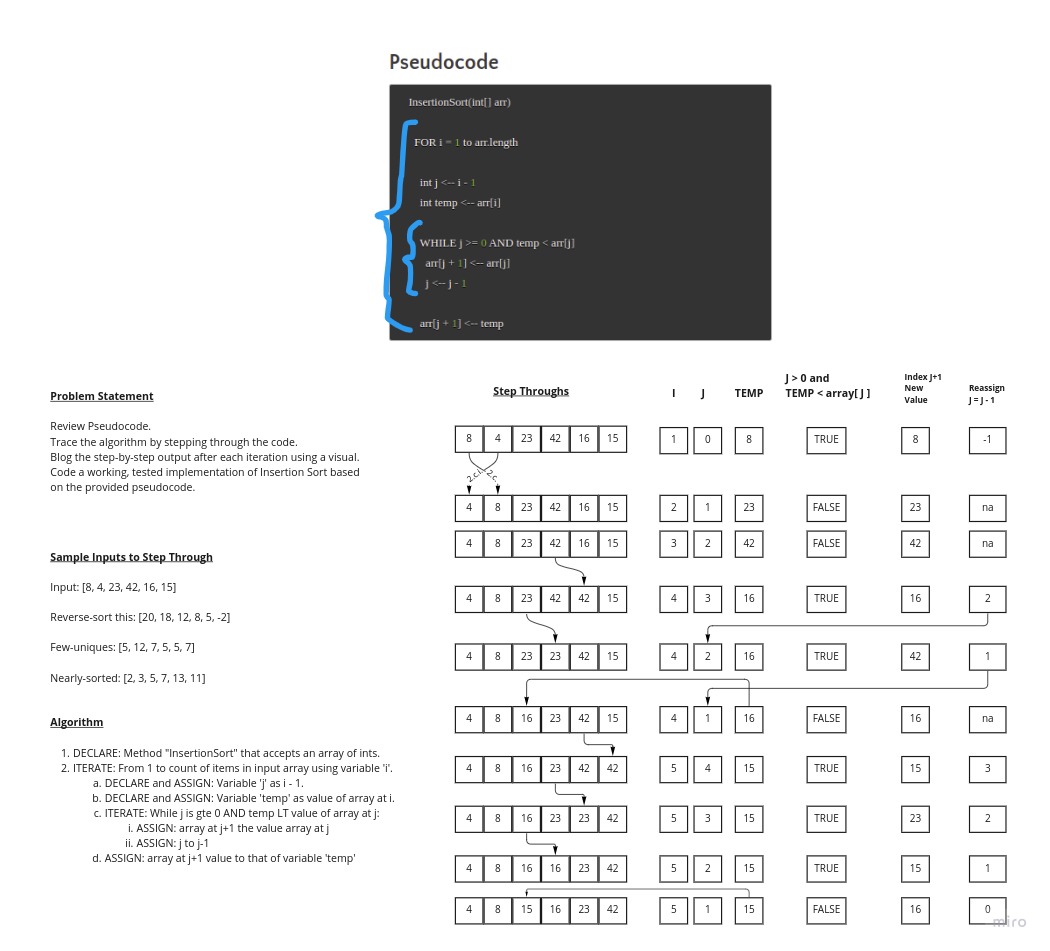 Pseudocode
InsertionSort(int[] arr)
FOR i = 1 to arr.length
int j <-- i - 1
int temp <-- arr[i]
WHILE j >= 0 AND temp < arr[j]
arr[j + 1] <-- arr[j]
j <-- j - 1
arr[j + 1] <-- temp
Problem Statement
Review Pseudocode.
Trace the algorithm by stepping through the code.
Blog the step-by-step output after each iteration using a visual.
Code a working, tested implementation of Insertion Sort based
on the provided pseudocode.
Sample Inputs to Step Through
Input: [8, 4, 23, 42, 16, 15]
Reverse-sort this: [20, 18, 12, 8, 5, -2]
Few-uniques: [5, 12, 7, 5, 5, 7]
Nearly-sorted: [2, 3, 5, 7, 13, 11]
Algorithm
1. DECLARE: Method "InsertionSort" that accepts an array of ints.
2. ITERATE: From 1 to count of items in input array using variable 'i'.
a. DECLARE and ASSIGN: Variable 'j' as i - 1.
b. DECLARE and ASSIGN: Variable 'temp' as value of array at i.
c. ITERATE: While j is gte 0 AND temp LT value of array at j:
i. ASSIGN: array at j+1 the value array at j
ii. ASSIGN: j to j-1
d. ASSIGN: array at j+1 value to that of variable 'temp'
Step Throughs
I J TEMP
J > 0 and
TEMP < array[ J ]
Index J+1
New
Value
Reassign
J = J - 1
8 4 23 42 16 15 1 0 8 TRUE 8 -1
2.c.i. 2.c.
4 8 23 42 16 15 2 1 23 FALSE 23 na
4 8 23 42 16 15 3 2 42 FALSE 42 na
4 8 23 42 42 15 4 3 16 TRUE 16 2
4 8 23 23 42 15 4 2 16 TRUE 42 1
4 8 16 23 42 15 4 1 16 FALSE 16 na
4 8 16 23 42 42 5 4 15 TRUE 15 3
4 8 16 23 23 42 5 3 15 TRUE 23 2
4 8 16 16 23 42 5 2 15 TRUE 15 1
4 8 15 16 23 42 5 1 15 FALSE 16 0
miro